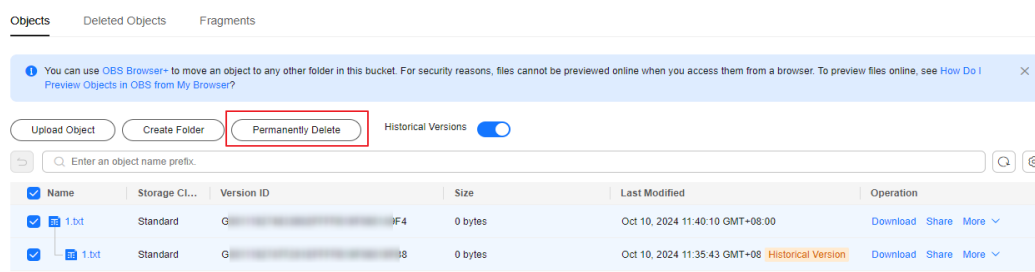 Objects Deleted Objects Fragments
You can use OBS Browser+ to move an object to any other folder in this bucket. For security reasons, files cannot be previewed online when you access them from a browser. To preview files online, see How Do I
Preview Objects in OBS from My Browser?
Upload Object Create Folder Permanently Delete Historical Versions
Enter an object name prefix.
Name Storage Cl... Version ID Size Last Modified Operation
1.txt Standard 0 bytes Oct 10, 2024 11:40:10 GMT+08:00 Download Share More
1.txt Standard 0 bytes Oct 10, 2024 11:35:43 GMT+08 Historical Version Download Share More